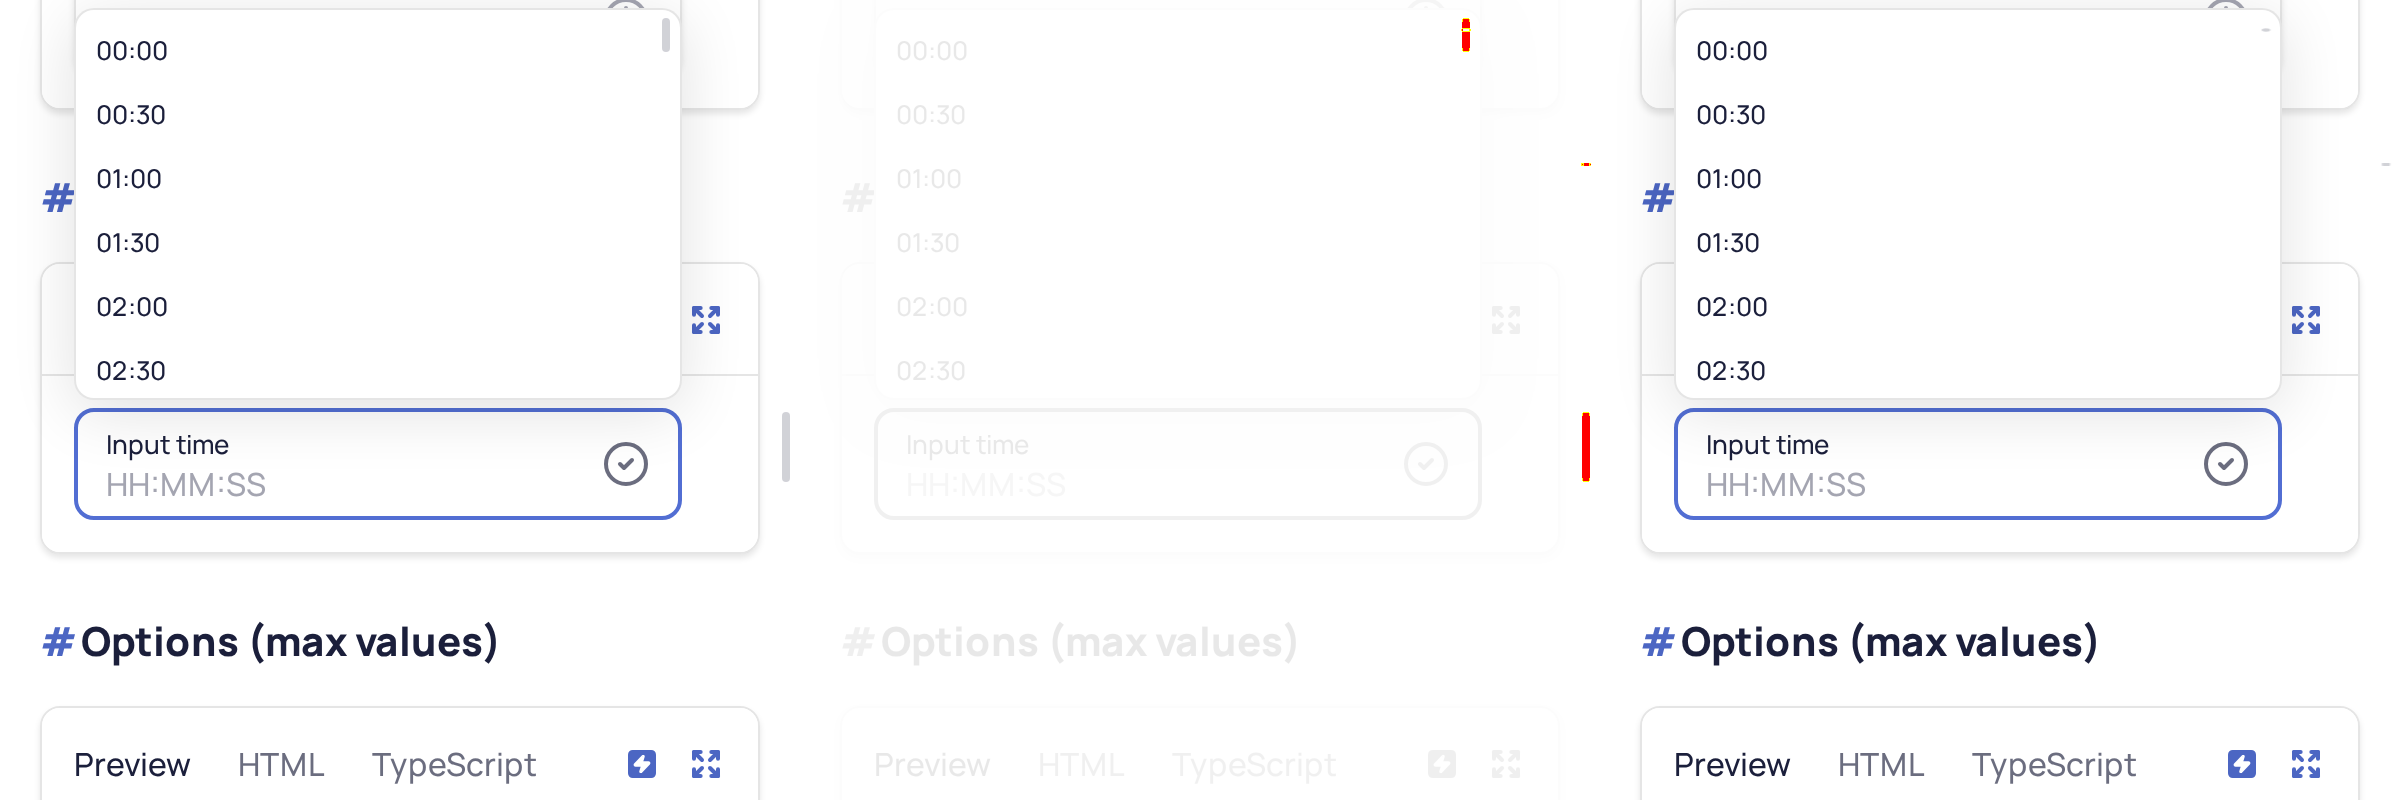 00:00
00:30
01:00
#
01:30
02:00
02:30
Input time
HH:MM:SS
# Options (max values)
Preview HTML TypeScript
00:00
00:30
01:00
#
01:30
02:00
02:30
Input time
HH:MM:SS
# Options (max values)
Preview HTML TypeScript
00:00
00:30
01:00
#
01:30
02:00
02:30
Input time
HH:MM:SS
# Options (max values)
Preview HTML TypeScript